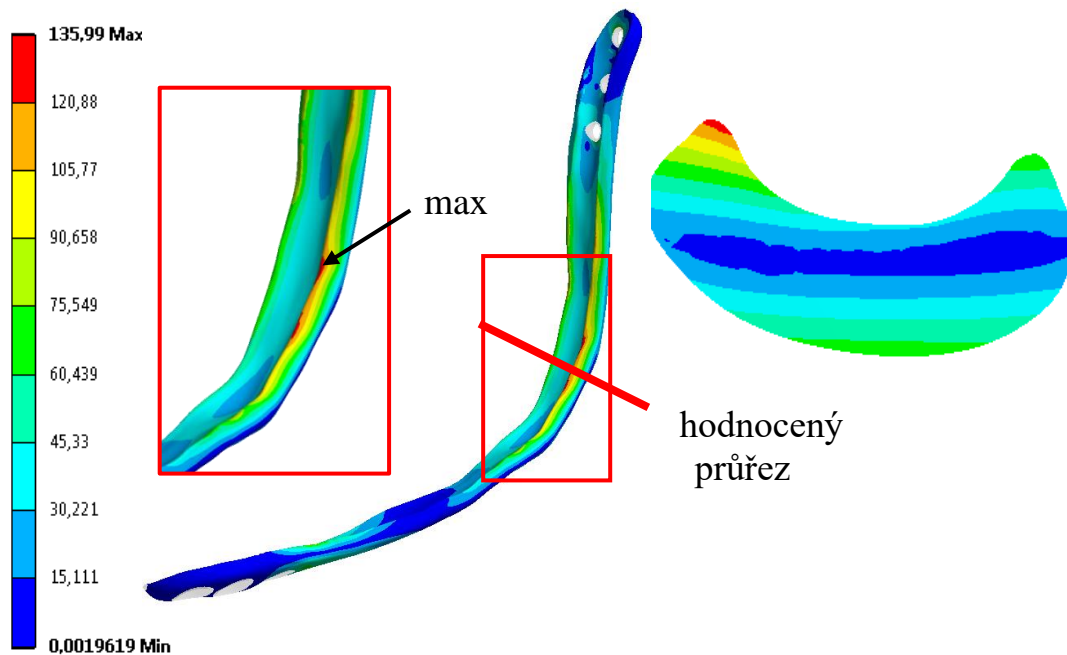 135,99 Max
120,88
105,77
90,658
75,549
60,439
45,33
30,221
15,111
0,0019619 Min
max
hodnocený
průřez